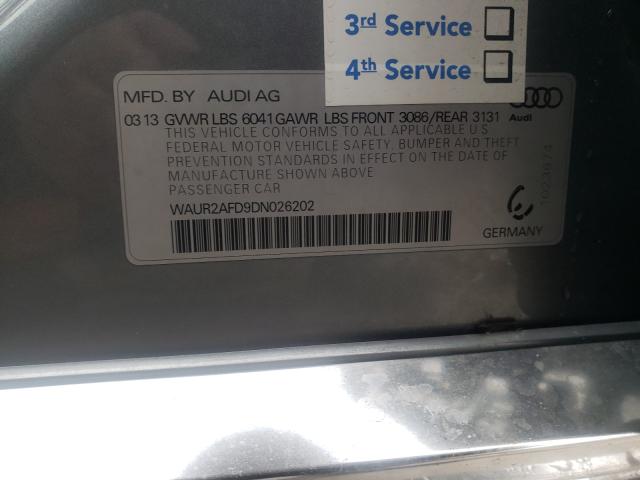 3rd Service
4th Service
MFD. BY AUDI AG
03 13 GVWR LBS 6041 GAWR LBS FRONT 3086/REAR 3131
Audi
THIS VEHICLE CONFORMS TO ALL APPLICABLE U S
FEDERAL MOTOR VEHICLE SAFETY, BUMPER AND THEFT
PREVENTION STANDARDS IN EFFECT ON THE DATE OF
MANUFACTURE SHOWN ABOVE
PASSENGER CAR
WAUR2AFD9DN026202
GERMANY